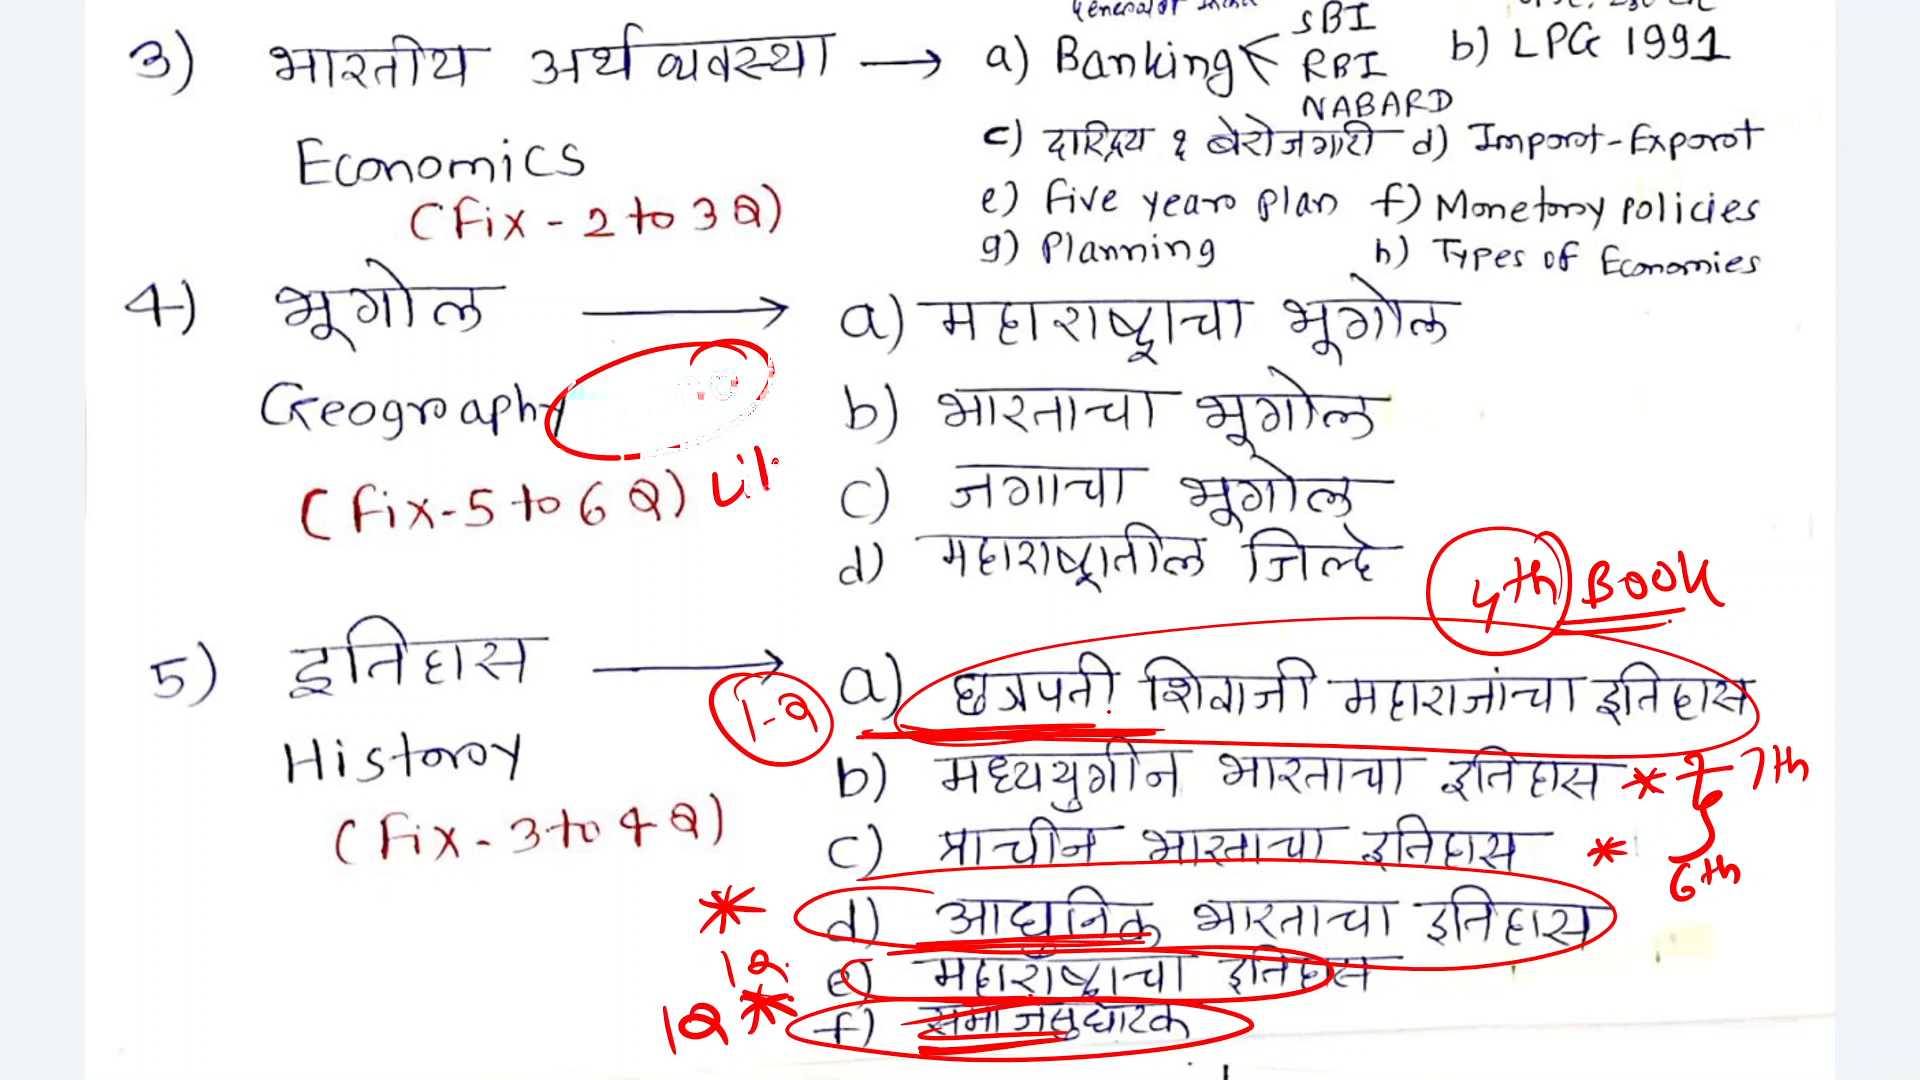 SBI
3) भारतीय अर्थव्यवस्था → a) Banking RBI b) LPG 1991
NABARD
Economics c) दारिद्र्य व बेरोजगारी d) Import-Export
(Fix - 2 to 3 Q) e) Five years plan f) Monetory policies
g) Planning h) Types of Economies
4) भूगोल → a) महाराष्ट्राचा भूगोल
Geography b) भारताचा भूगोल
(Fix-5 to 6 Q) c) जगाचा भूगोल
d) महाराष्ट्रातील जिल्हे
4th BOOK
5) इतिहास → a) छत्रपती शिवाजी महाराजांचा इतिहास
1-Q
History b) मध्ययुगीन भारताचा इतिहास * 7th
(Fix - 3 to 4 Q) c) प्राचीन भारताचा इतिहास * 6th
* d) आधुनिक भारताचा इतिहास
1Q e) महाराष्ट्राचा इतिहास
1Q * f) समाजसुधारक